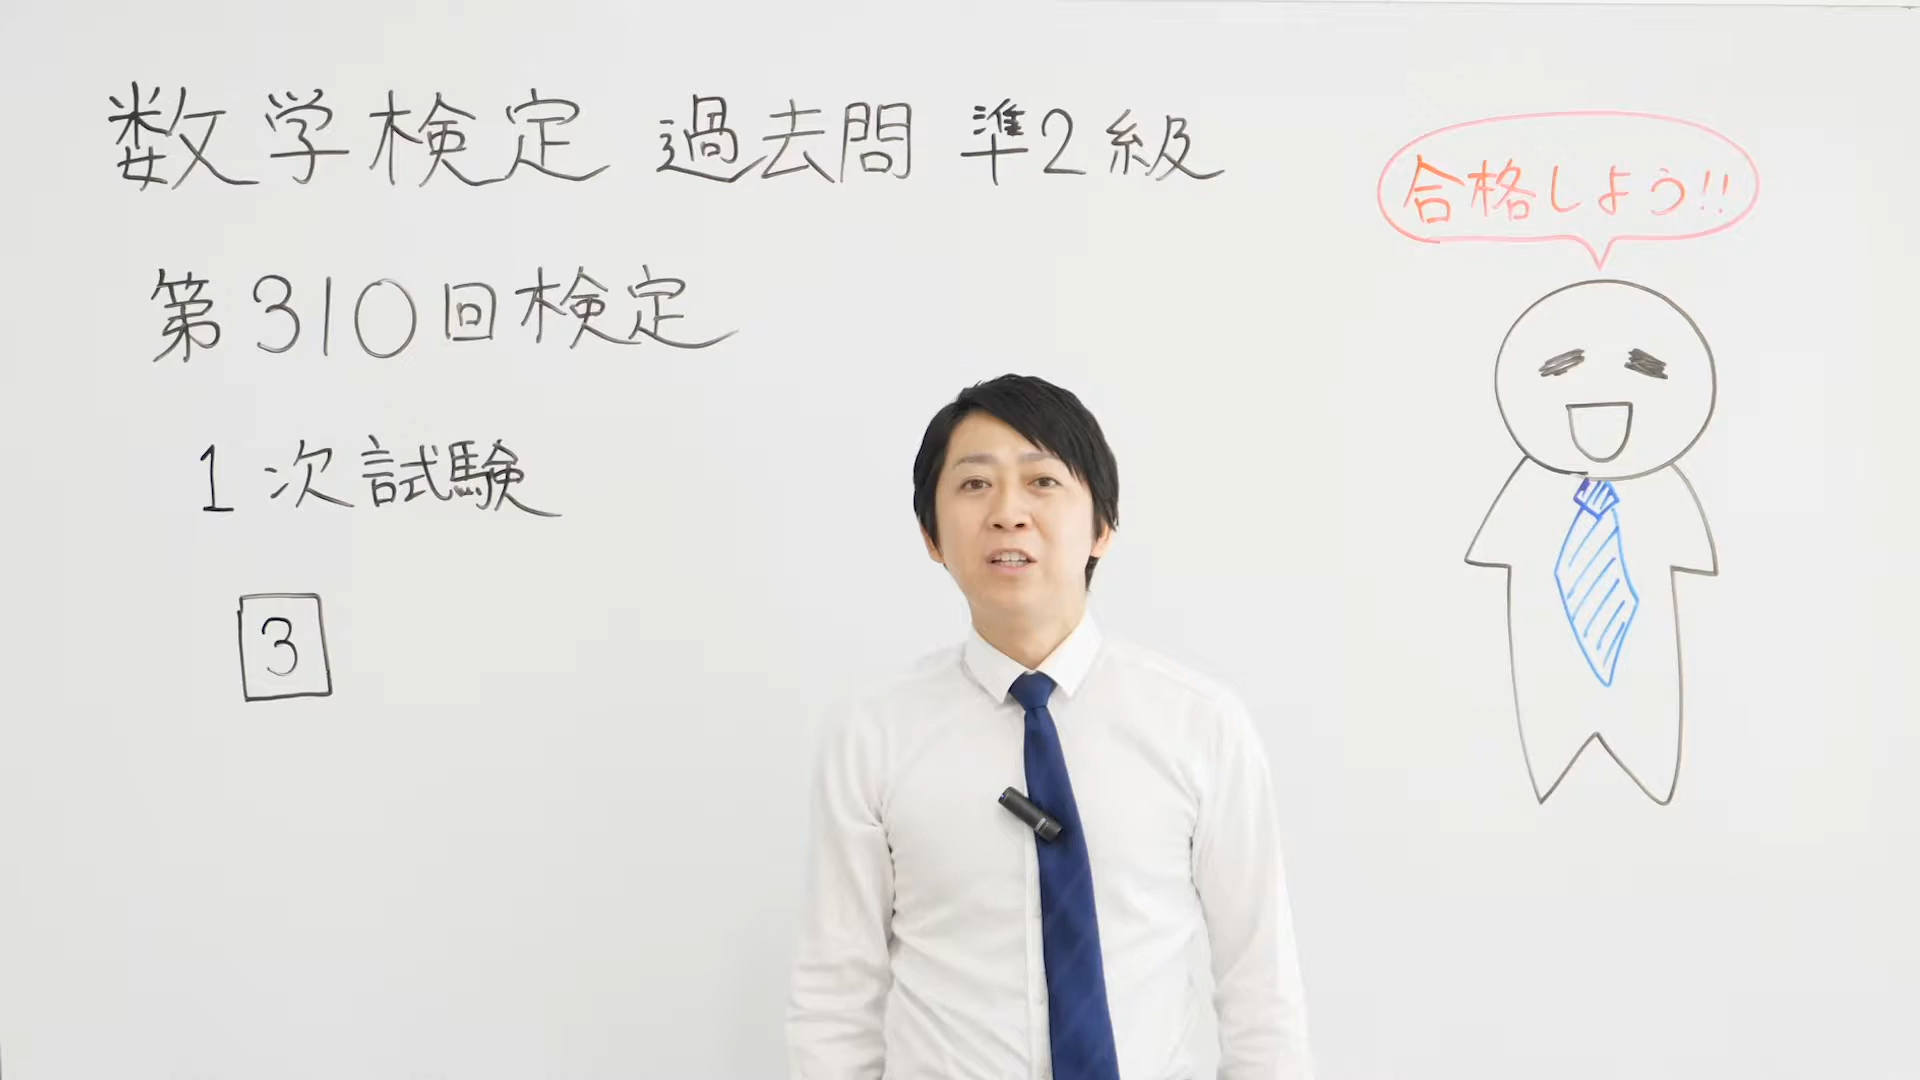 数学検定 過去問 準2級
第310回検定
1次試験
3
合格しよう!!